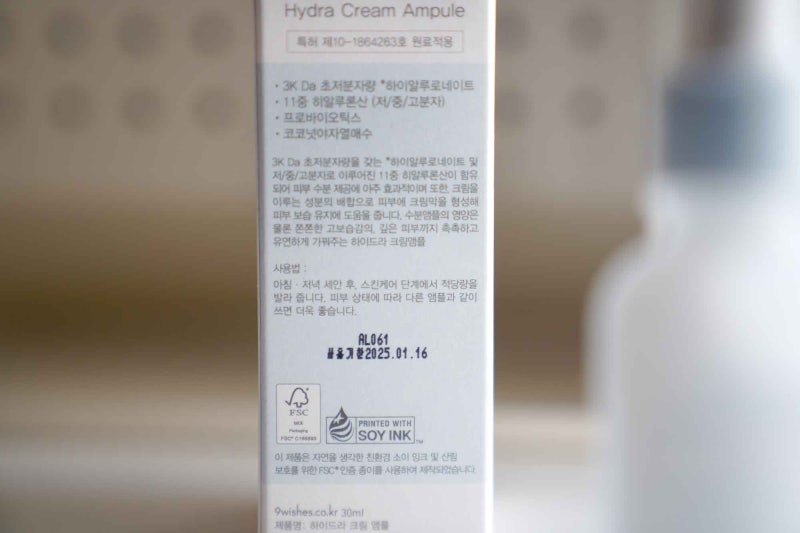 Hydra Cream Ampule
특허 제10-1864263호 원료적용
· 3K Da 초저분자량 *하이알루로네이트
· 11중 히알루론산 (저/중/고분자)
· 프로바이오틱스
· 코코넛야자열매수
3K Da 초저분자량을 갖는 *하이알루로네이트 및
저/중/고분자로 이루어진 11중 히알루론산이 함유
되어 피부 수분 제공에 아주 효과적이며 또한, 크림을
이루는 성분의 배합으로 피부에 크림막을 형성해
피부 보습 유지에 도움을 줍니다. 수분앰플의 영양은
물론 쫀쫀한 고보습감의, 깊은 피부까지 촉촉하고
유연하게 가꿔주는 하이드라 크림앰플
사용법 :
아침 · 저녁 세안 후, 스킨케어 단계에서 적당량을
발라 줍니다. 피부 상태에 따라 다른 앰플과 같이
쓰면 더욱 좋습니다.
AL061
사용기한2025.01.16
FSC
MIX
Packaging
PRINTED WITH
SOY INK™
이 제품은 자연을 생각한 친환경 소이 잉크 및 산림
보호를 위한 FSC®인증 종이를 사용하여 제작되었습니다.
9wishes.co.kr 30ml
제품명: 하이드라 크림 앰플